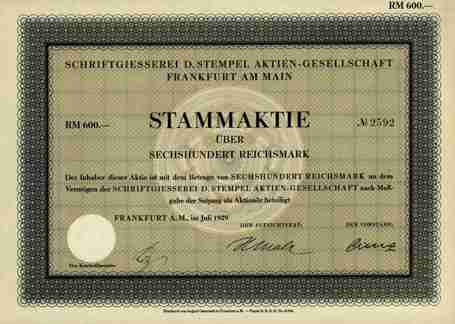 RM 600.—
SCHRIFTGIESSEREI D. STEMPEL AKTIEN-GESELLSCHAFT
FRANKFURT AM MAIN
RM 600.—
STAMMAKTIE
№ 2592
ÜBER
SECHSHUNDERT REICHSMARK
Der Inhaber dieser Aktie ist mit dem Betrage von SECHSHUNDERT REICHSMARK an dem
Vermögen der SCHRIFTGIESSEREI D. STEMPEL AKTIEN-GESELLSCHAFT nach Maß-
gabe der Satzung als Aktionär beteiligt
FRANKFURT A.M., im Juli 1929
DER AUFSICHTSRAT:
DER VORSTAND: